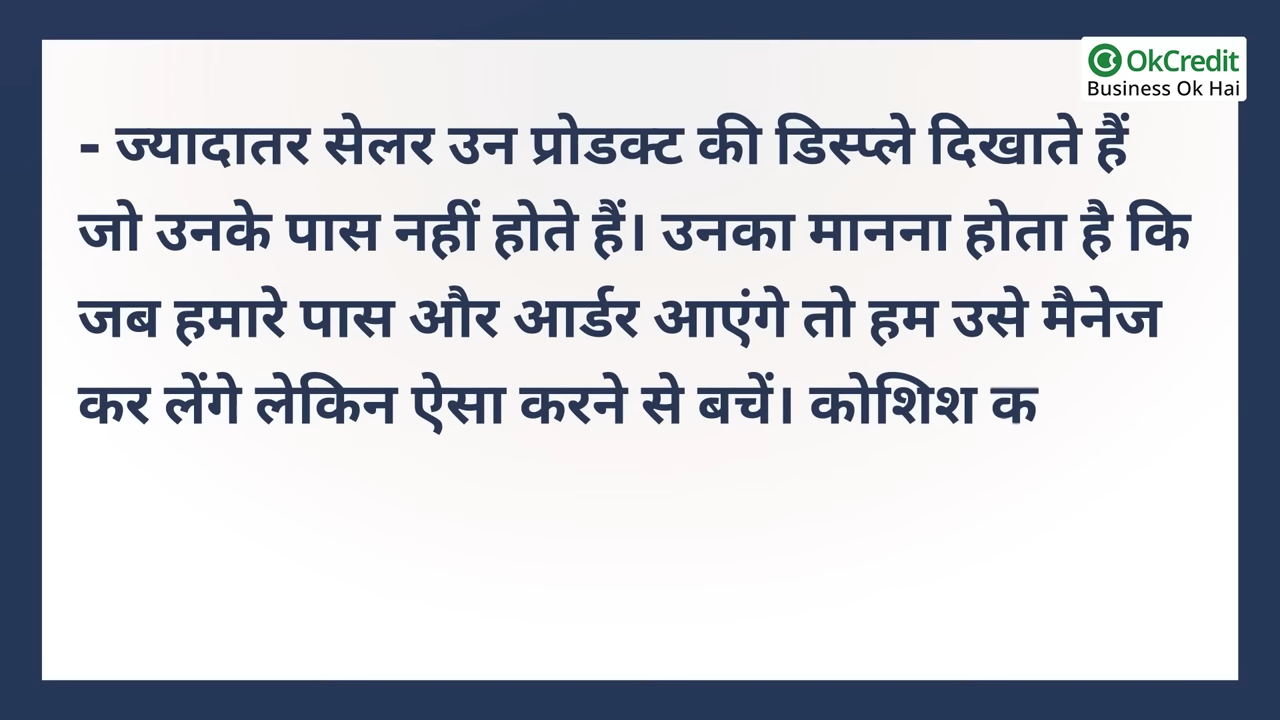 OkCredit
Business Ok Hai
- ज्यादातर सेलर उन प्रोडक्ट की डिस्प्ले दिखाते हैं
जो उनके पास नहीं होते हैं। उनका मानना होता है कि
जब हमारे पास और आर्डर आएंगे तो हम उसे मैनेज
कर लेंगे लेकिन ऐसा करने से बचें। कोशिश क